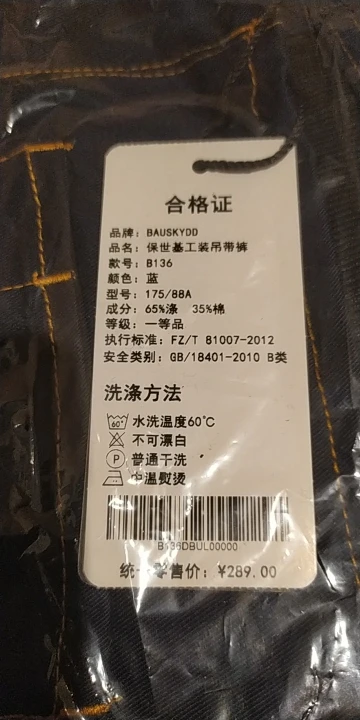 合格证
品牌: BAUSKYDD
品名: 保世基工装吊带裤
款号: B136
颜色: 蓝
型号: 175/88A
成分: 65%涤 35%棉
等级: 一等品
执行标准: FZ/T 81007-2012
安全类别: GB/18401-2010 B类
洗涤方法
60° 水洗温度60℃
不可漂白
P 普通干洗
中温熨烫
B136DBUL00000
统一零售价: ¥289.00